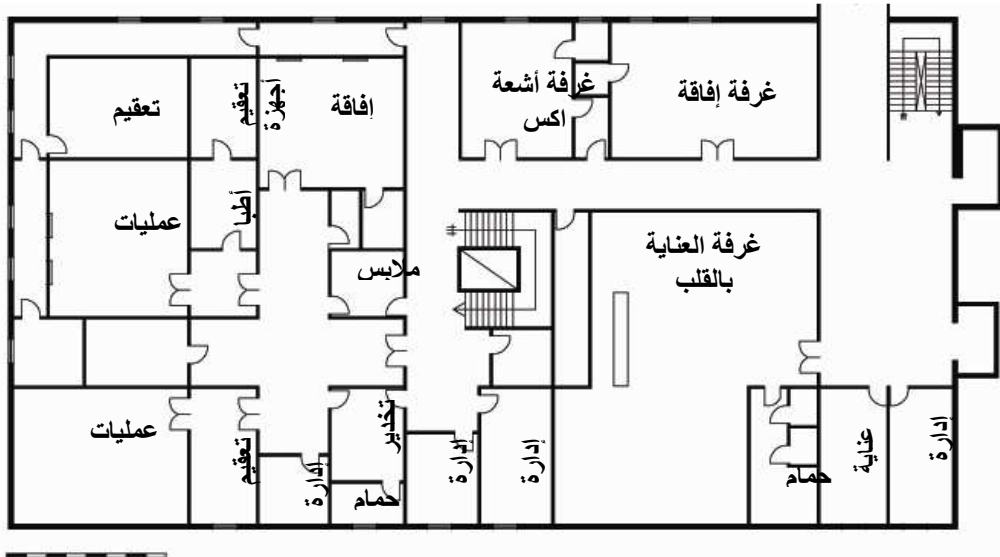 تعقيم
تعقيم
أجهزة
إفاقة
غرفة أشعة
اكس
غرفة إفاقة
عمليات
أطبا
ملابس
غرفة العناية
بالقلب
عمليات
تعقيم
إدارة
تخدير
حمام
إدارة
إدارة
حمام
عناية
إدارة